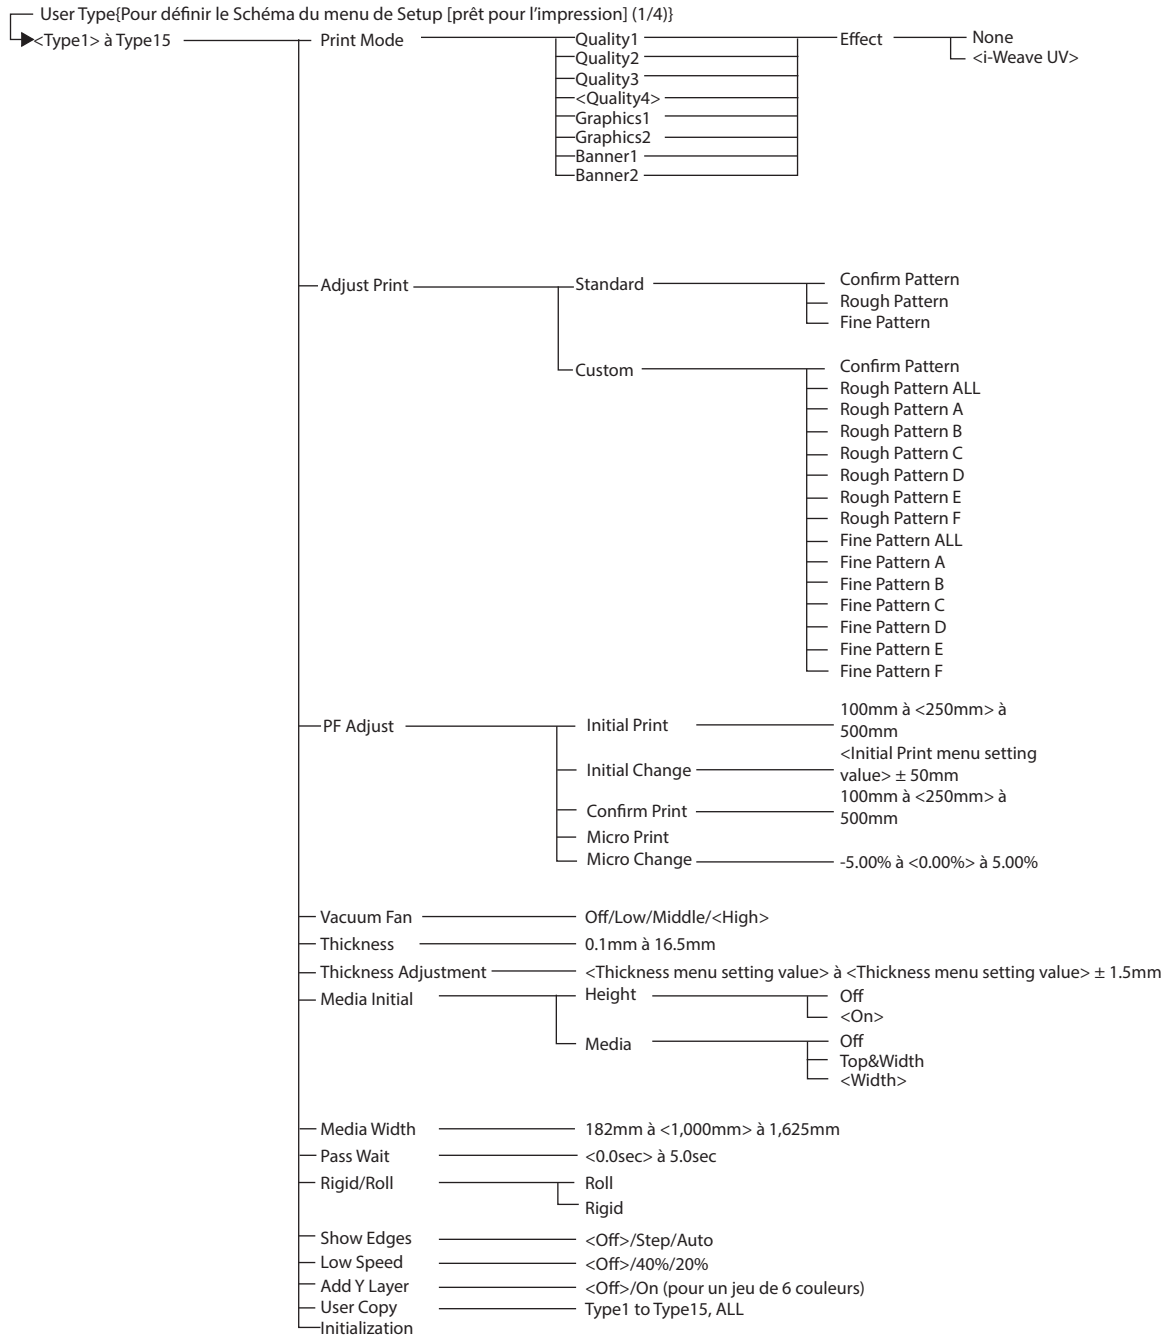 User Type{Pour définir le Schéma du menu de Setup [prêt pour l'impression] (1/4)}
<Type1> à Type15
Print Mode
Quality1
Quality2
Quality3
<Quality4>
Graphics1
Graphics2
Banner1
Banner2
Effect
None
<i-Weave UV>
Adjust Print
Standard
Confirm Pattern
Rough Pattern
Fine Pattern
Custom
Confirm Pattern
Rough Pattern ALL
Rough Pattern A
Rough Pattern B
Rough Pattern C
Rough Pattern D
Rough Pattern E
Rough Pattern F
Fine Pattern ALL
Fine Pattern A
Fine Pattern B
Fine Pattern C
Fine Pattern D
Fine Pattern E
Fine Pattern F
PF Adjust
Initial Print
100mm à <250mm> à
500mm
Initial Change
<Initial Print menu setting
value> ± 50mm
Confirm Print
100mm à <250mm> à
500mm
Micro Print
Micro Change
-5.00% à <0.00%> à 5.00%
Vacuum Fan
Off/Low/Middle/<High>
Thickness
0.1mm à 16.5mm
Thickness Adjustment
<Thickness menu setting value> à <Thickness menu setting value> ± 1.5mm
Media Initial
Height
Off
<On>
Media
Off
Top&Width
<Width>
Media Width
182mm à <1,000mm> à 1,625mm
Pass Wait
<0.0sec> à 5.0sec
Rigid/Roll
Roll
Rigid
Show Edges
<Off>/Step/Auto
Low Speed
<Off>/40%/20%
Add Y Layer
<Off>/On (pour un jeu de 6 couleurs)
User Copy
Type1 to Type15, ALL
Initialization